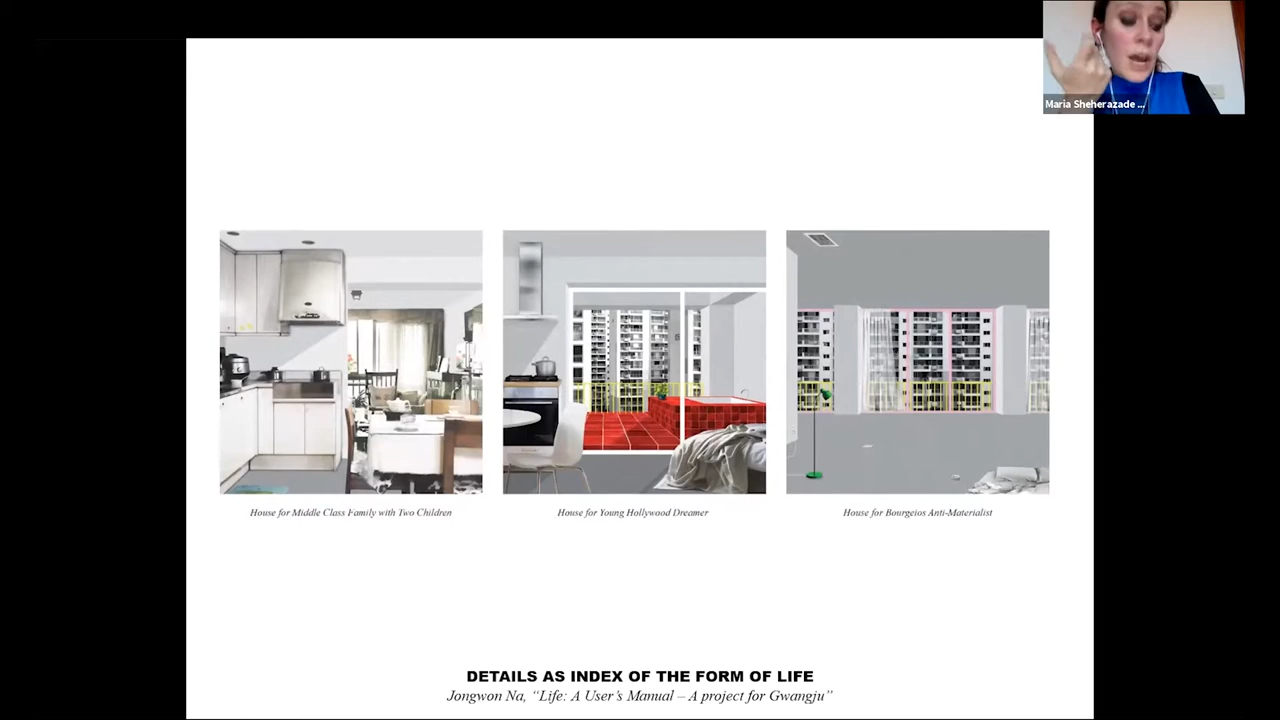 Maria Sheherazade ...
House for Middle Class Family with Two Children
House for Young Hollywood Dreamer
House for Bourgeios Anti-Materialist
DETAILS AS INDEX OF THE FORM OF LIFE
Jongwon Na, “Life: A User’s Manual – A project for Gwangju”